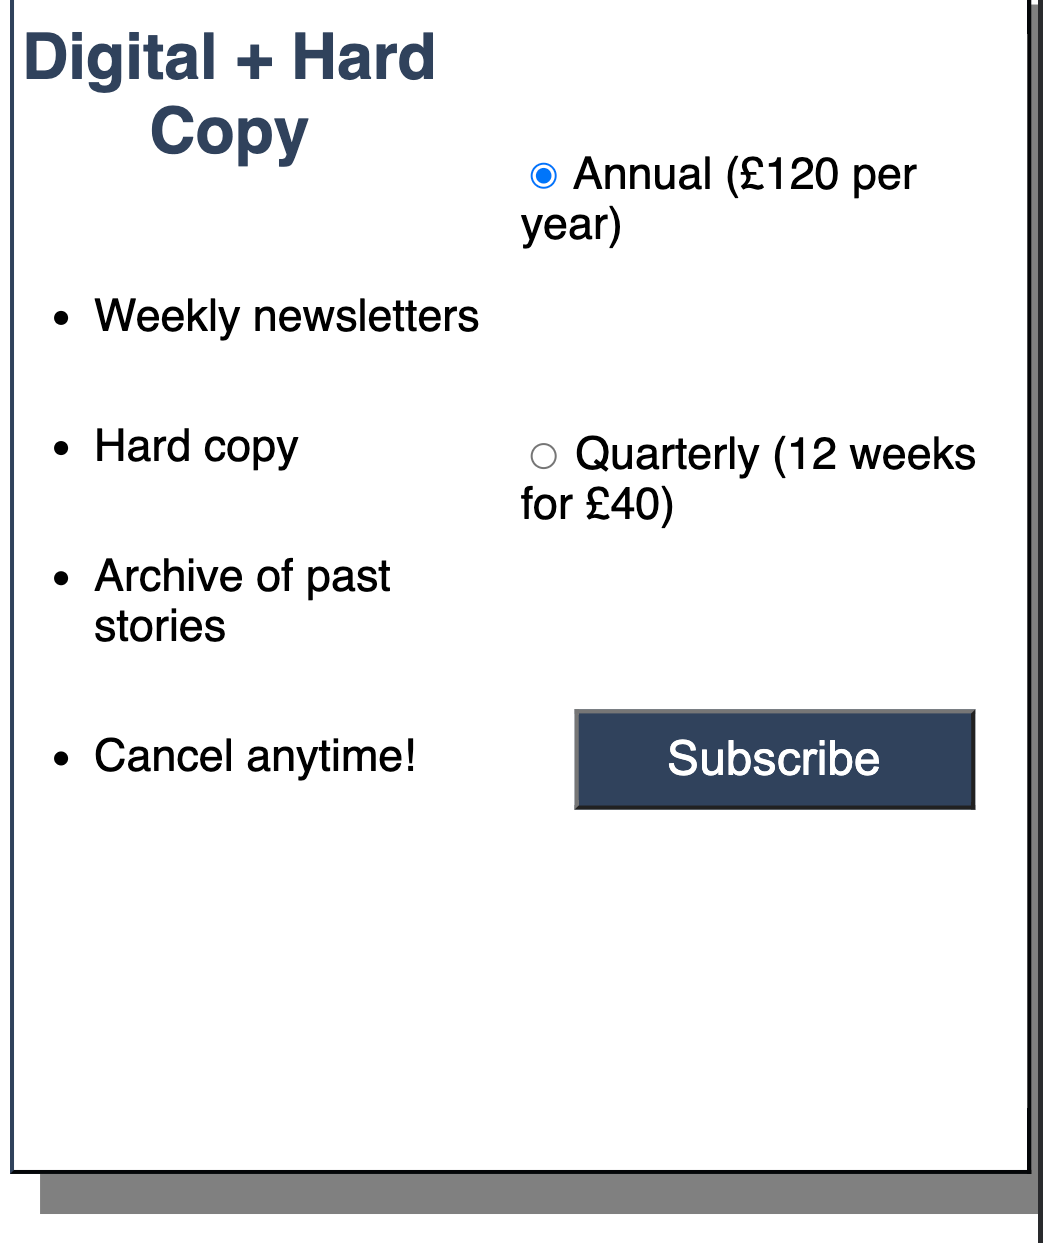 Digital + Hard
Copy
Weekly newsletters
Hard copy
Archive of past
stories
Cancel anytime!
Annual (£120 per
year)
Quarterly (12 weeks
for £40)
Subscribe